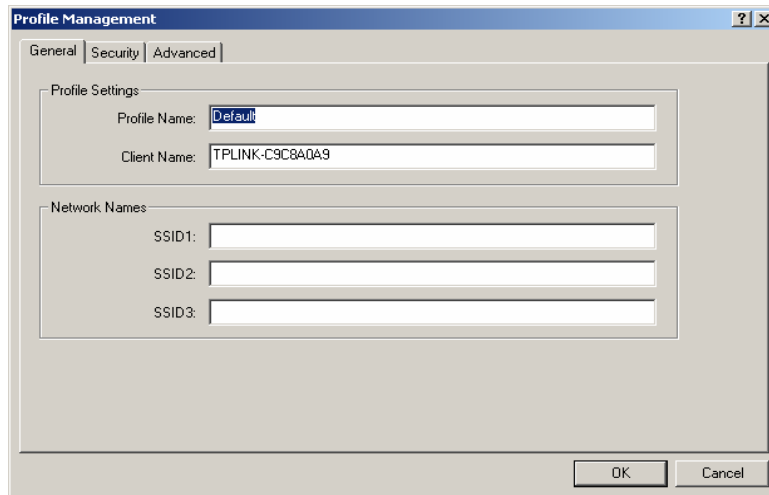 Profile Management
General Security Advanced
Profile Settings
Profile Name: Default
Client Name: TPLINK-C9C8A0A9
Network Names
SSID1:
SSID2:
SSID3:
OK Cancel